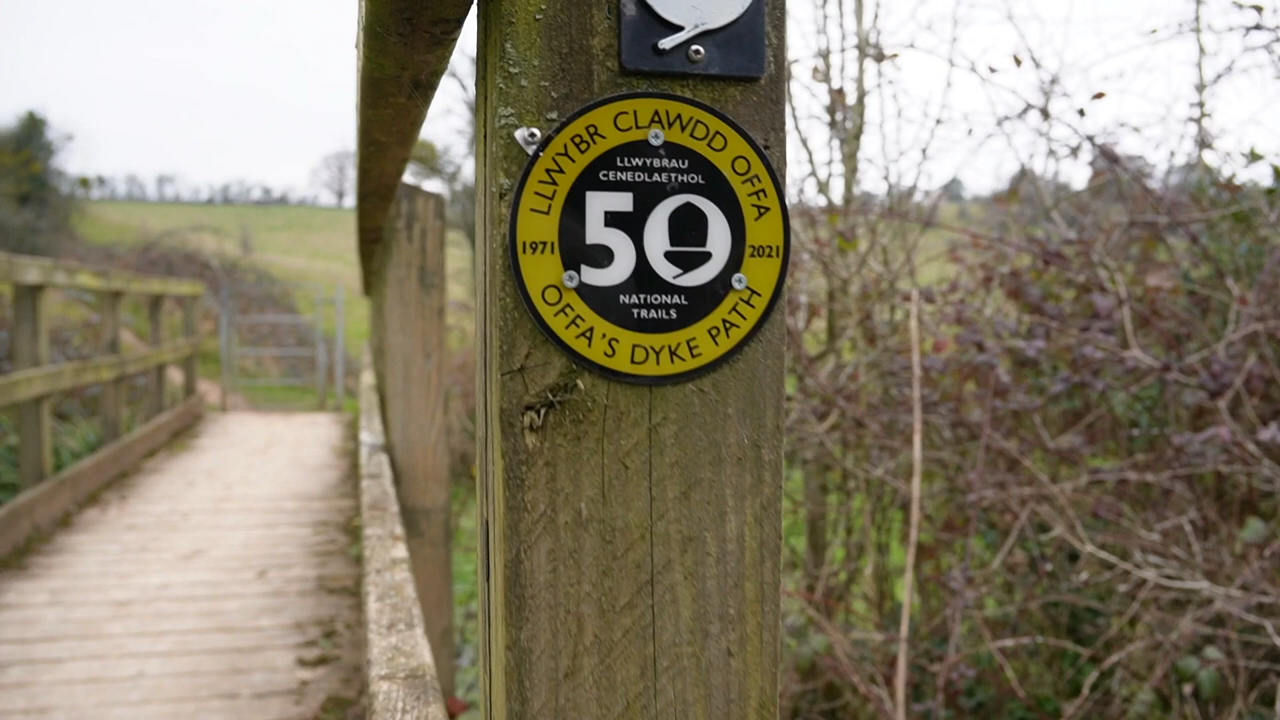 LLWYBR CLAWDD OFFA
LLWYBRAU
CENEDLAETHOL
50
1971
2021
NATIONAL
TRAILS
OFFA'S DYKE PATH